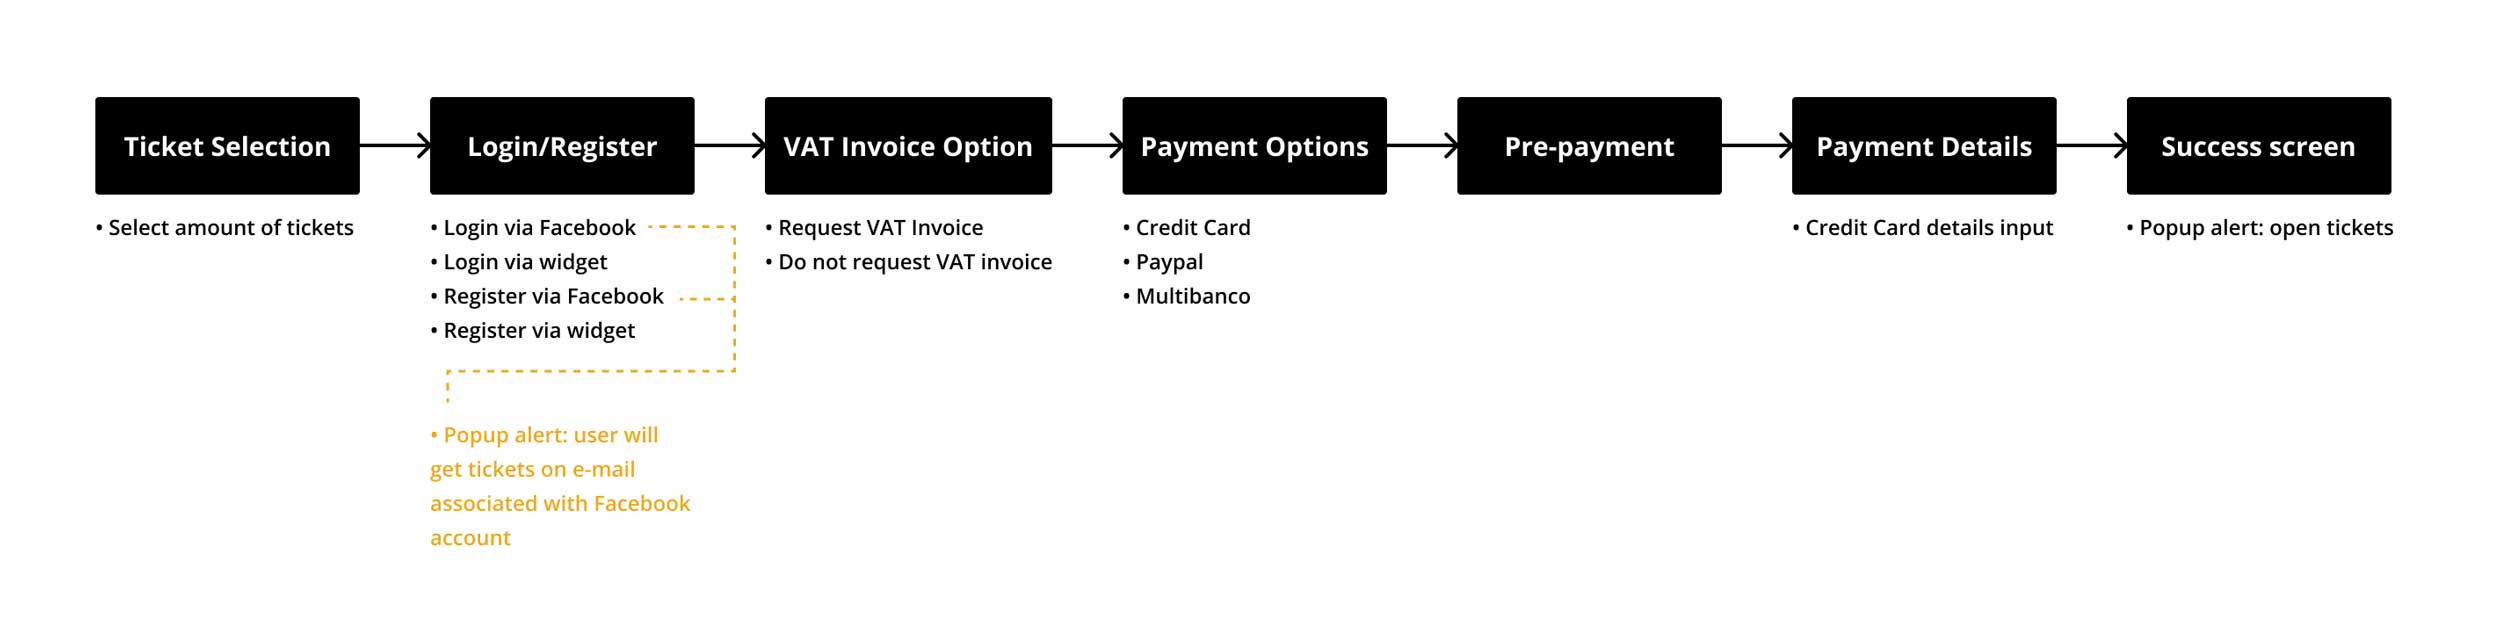 Ticket Selection
• Select amount of tickets
Login/Register
• Login via Facebook
• Login via widget
• Register via Facebook
• Register via widget
• Popup alert: user will
get tickets on e-mail
associated with Facebook
account
VAT Invoice Option
• Request VAT Invoice
• Do not request VAT invoice
Payment Options
• Credit Card
• Paypal
• Multibanco
Pre-payment
Payment Details
• Credit Card details input
Success screen
• Popup alert: open tickets